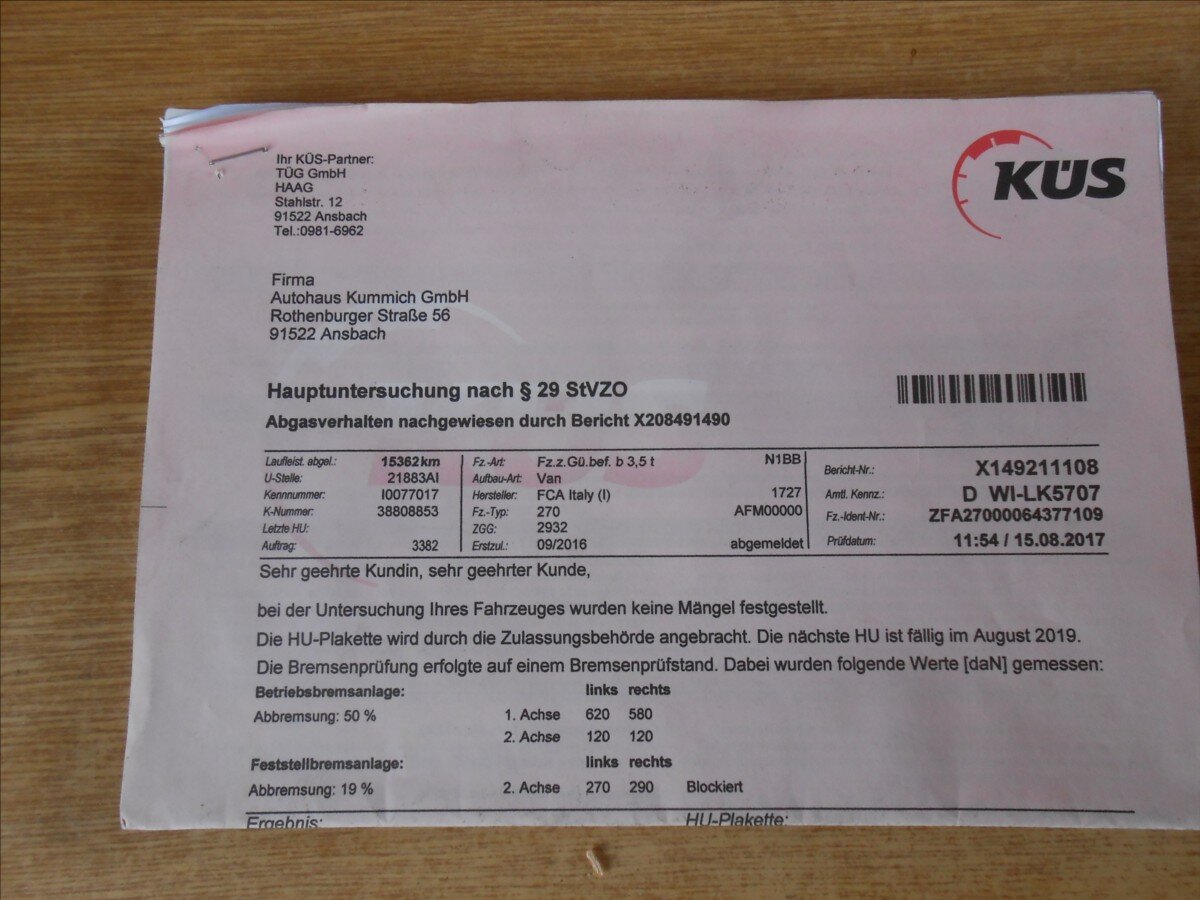 Ihr KÜS-Partner:
TÜG GmbH
HAAG
Stahlstr. 12
91522 Ansbach
Tel.:0981-6962
KÜS
Firma
Autohaus Kummich GmbH
Rothenburger Straße 56
91522 Ansbach
Hauptuntersuchung nach § 29 StVZO
Abgasverhalten nachgewiesen durch Bericht X208491490
Laufleist. abgel.: 15362km Fz.-Art: Fz.z.Gü.bef. b 3,5 t N1BB Bericht-Nr.: X149211108
U-Stelle: 21883AI Aufbau-Art: Van
Kennnummer: I0077017 Hersteller: FCA Italy (I) 1727 Amtl. Kennz.: D WI-LK5707
K-Nummer: 38808853 Fz.-Typ: 270 AFM00000 Fz.-Ident-Nr.: ZFA27000064377109
Letzte HU: ZGG: 2932
Auftrag: 3382 Erstzul.: 09/2016 abgemeldet Prüfdatum: 11:54 / 15.08.2017
Sehr geehrte Kundin, sehr geehrter Kunde,
bei der Untersuchung Ihres Fahrzeuges wurden keine Mängel festgestellt.
Die HU-Plakette wird durch die Zulassungsbehörde angebracht. Die nächste HU ist fällig im August 2019.
Die Bremsenprüfung erfolgte auf einem Bremsenprüfstand. Dabei wurden folgende Werte [daN] gemessen:
Betriebsbremsanlage: links rechts
Abbremsung: 50 % 1. Achse 620 580
2. Achse 120 120
Feststellbremsanlage: links rechts
Abbremsung: 19 % 2. Achse 270 290 Blockiert
Ergebnis: HU-Plakette: